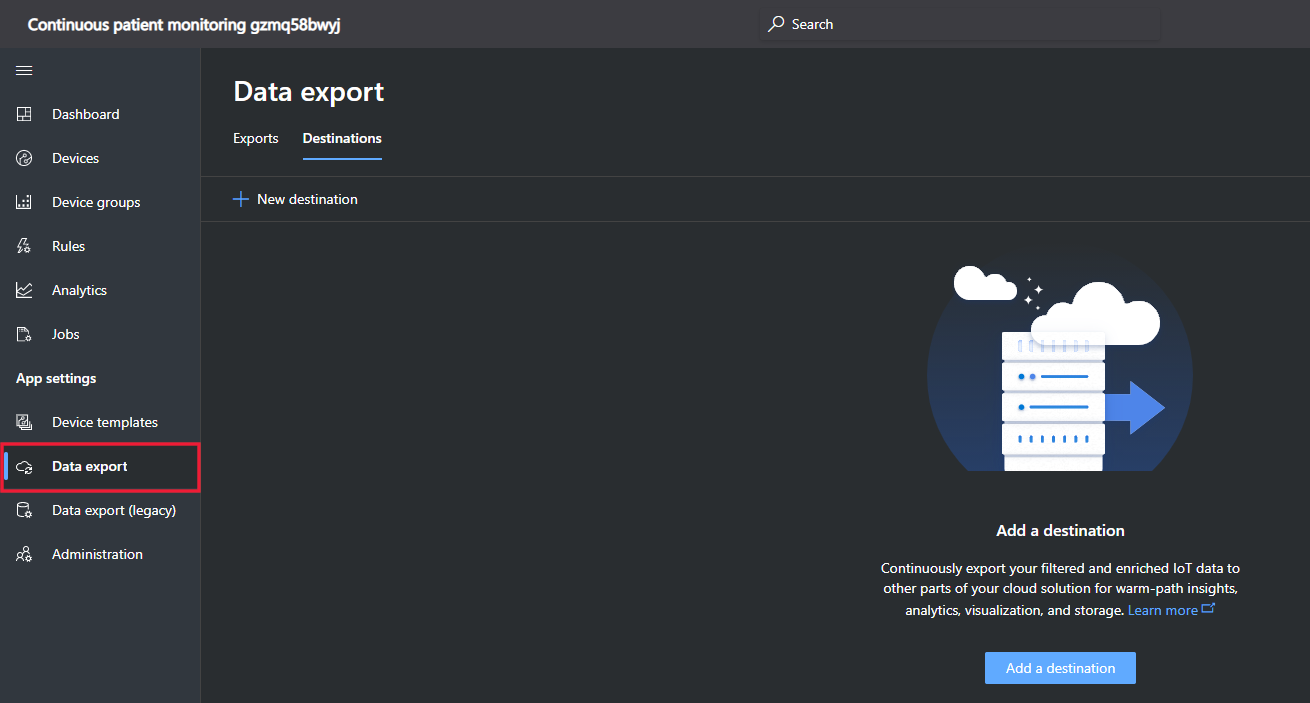 Continuous patient monitoring gzmq58bwyj
Search
Dashboard
Devices
Device groups
Rules
Analytics
Jobs
App settings
Device templates
Data export
Data export (legacy)
Administration
Data export
Exports
Destinations
New destination
Add a destination
Continuously export your filtered and enriched IoT data to
other parts of your cloud solution for warm-path insights,
analytics, visualization, and storage. Learn more
Add a destination